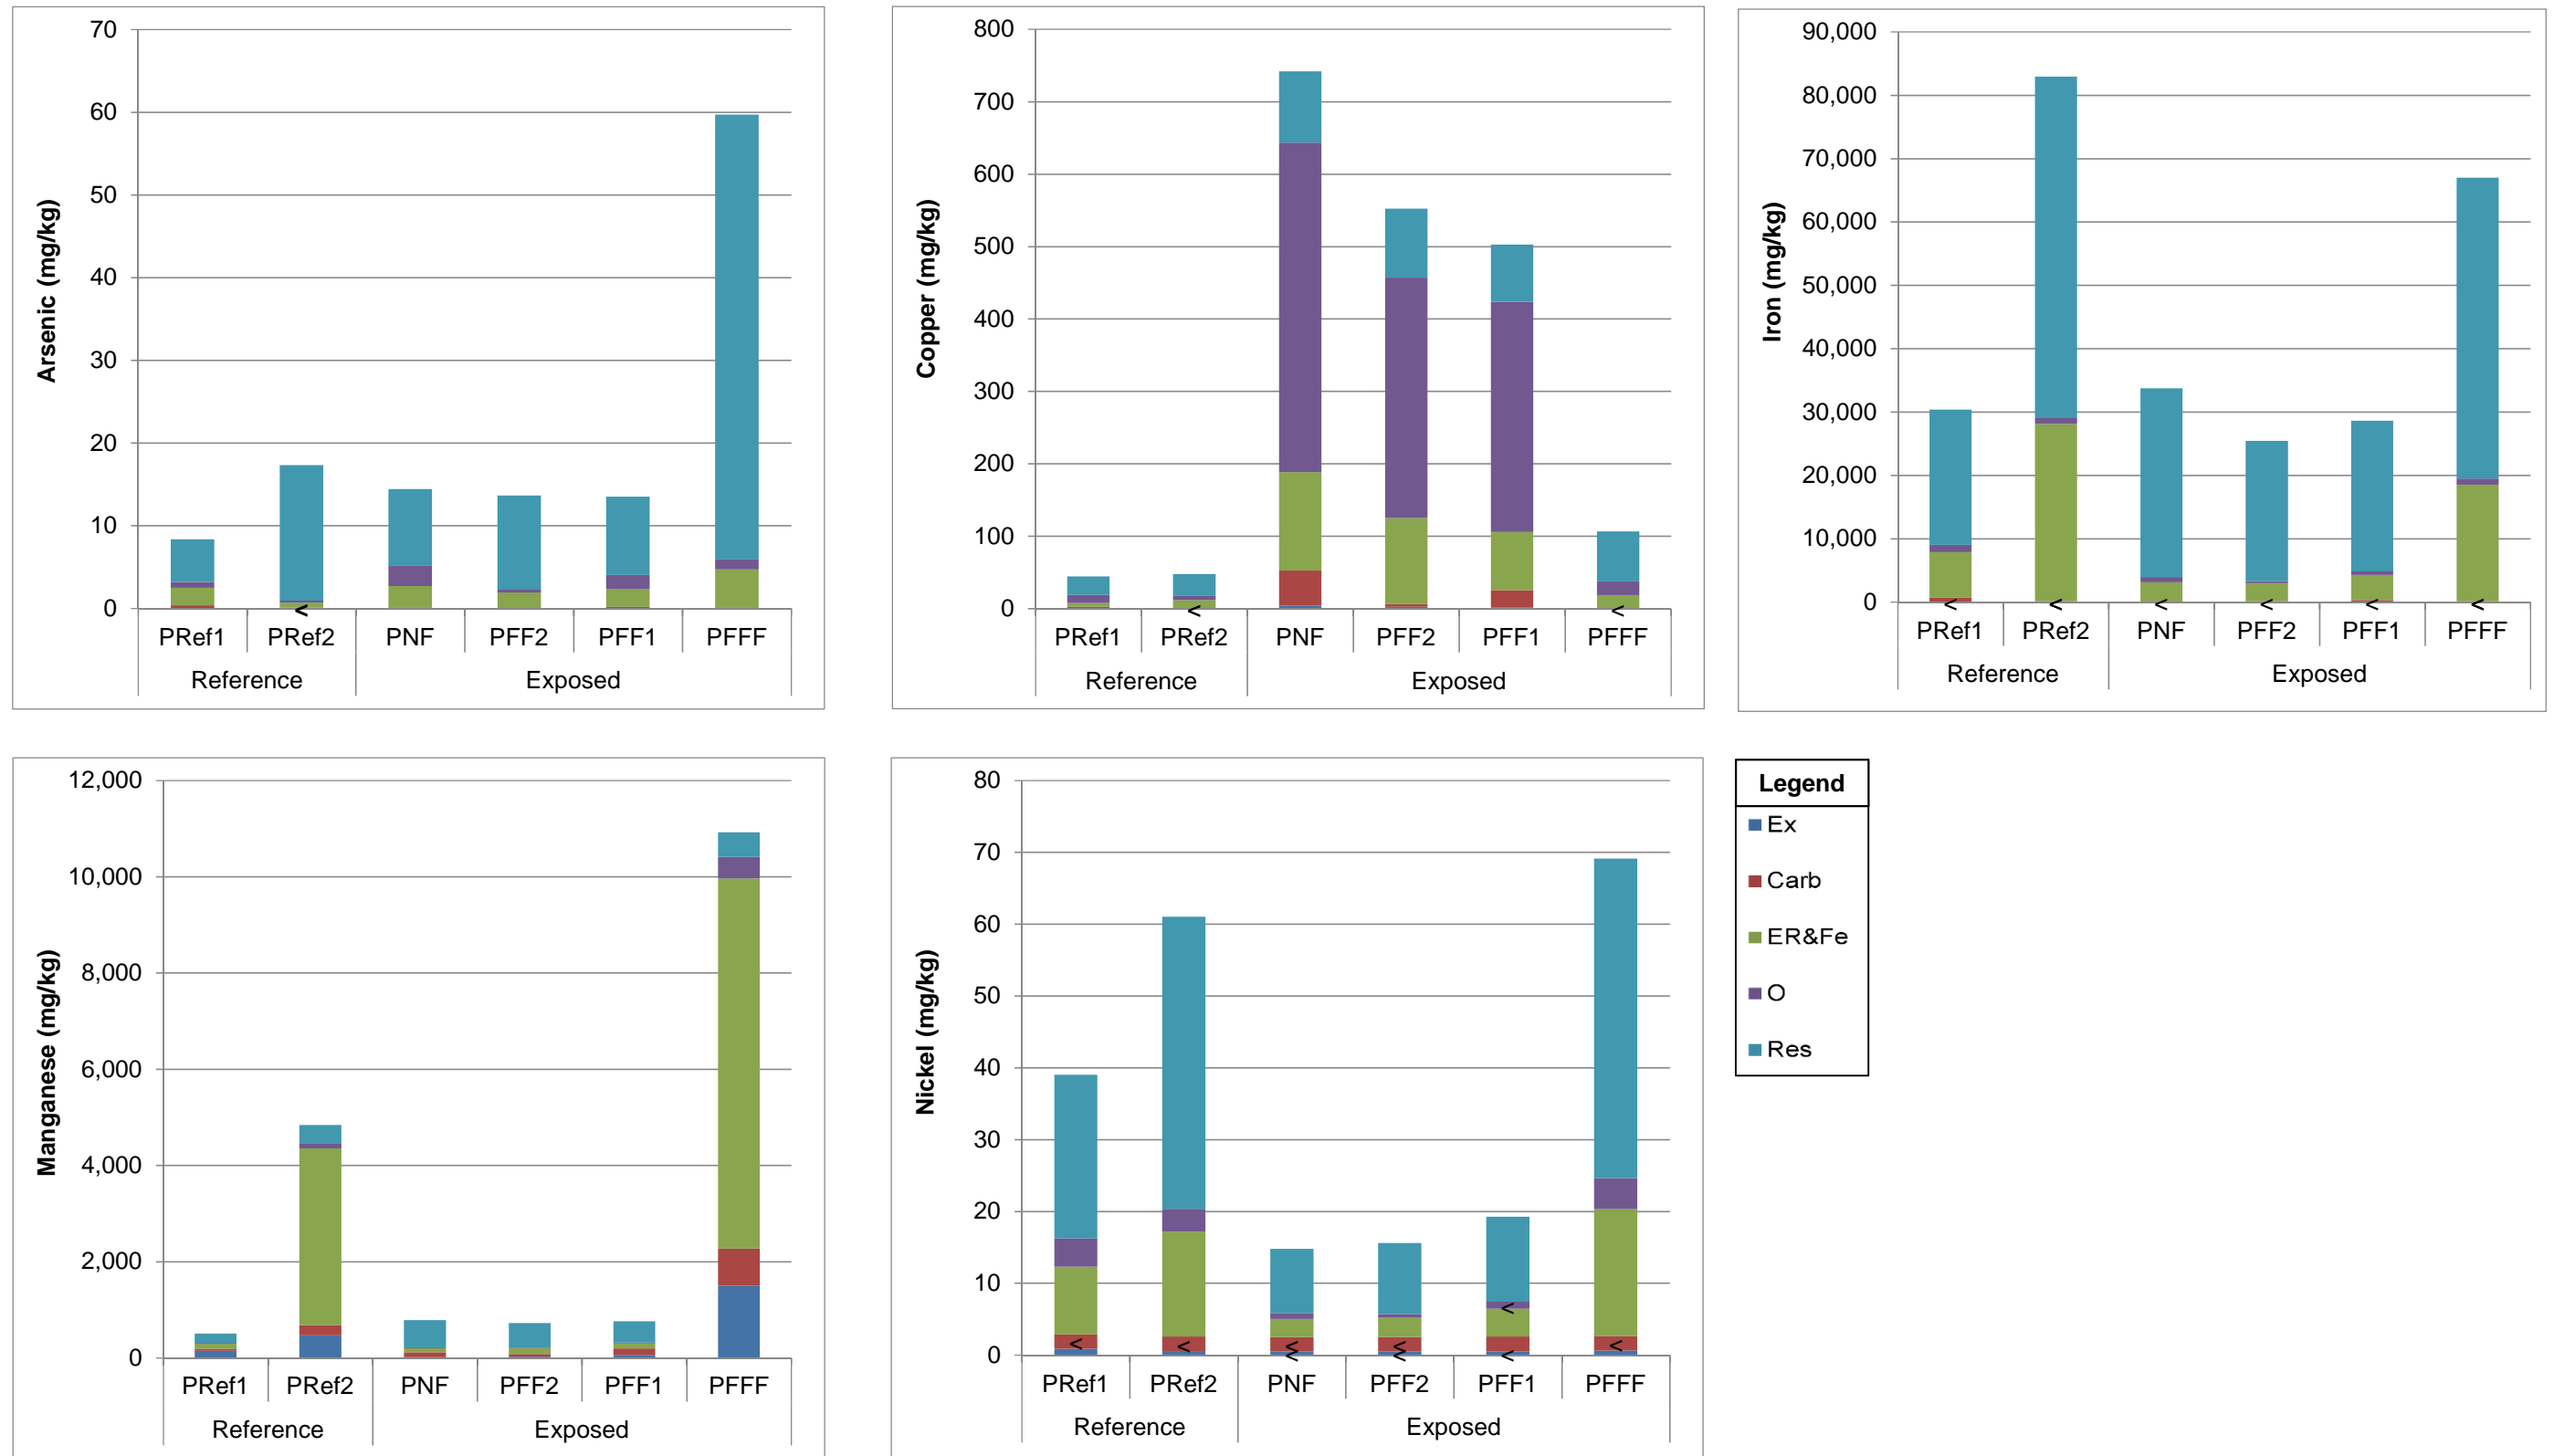 70
60
50
40
30
20
10
0
Arsenic (mg/kg)
<
PRef1 PRef2 PNF PFF2 PFF1 PFFF
Reference Exposed
800
700
600
500
400
300
200
100
0
Copper (mg/kg)
< <
PRef1 PRef2 PNF PFF2 PFF1 PFFF
Reference Exposed
90,000
80,000
70,000
60,000
50,000
40,000
30,000
20,000
10,000
0
Iron (mg/kg)
< < < < < <
PRef1 PRef2 PNF PFF2 PFF1 PFFF
Reference Exposed
12,000
10,000
8,000
6,000
4,000
2,000
0
Manganese (mg/kg)
PRef1 PRef2 PNF PFF2 PFF1 PFFF
Reference Exposed
80
70
60
50
40
30
20
10
0
Nickel (mg/kg)
<
< < < < <
< < <
PRef1 PRef2 PNF PFF2 PFF1 PFFF
Reference Exposed
Legend
Ex
Carb
ER&Fe
O
Res